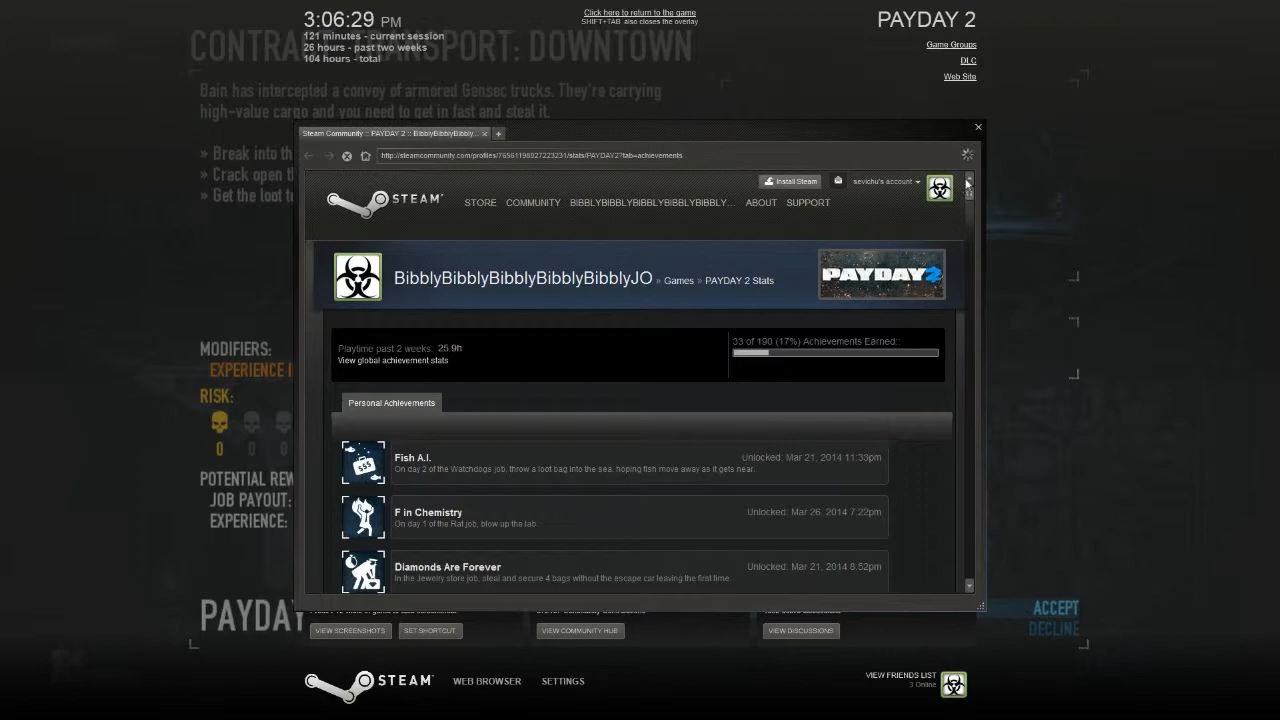 3:06:29 PM
121 minutes - current session
26 hours - past two weeks
104 hours - total
Click here to return to the game
SHIFT+TAB also closes the overlay
PAYDAY 2
Game Groups
DLC
Web Site
CONTRACT TRANSPORT: DOWNTOWN
Bain has intercepted a convoy of armored Gensec trucks. They're carrying
high-value cargo and you need to get in fast and steal it.
» Break into th
» Crack open th
» Get the loot t
Steam Community :: PAYDAY 2 :: BibblyBibblyBibbly...
http://steamcommunity.com/profiles/76561198027223231/stats/PAYDAY2?tab=achievements
Install Steam
sevichu's account
STEAM
STORE COMMUNITY BIBBLYBIBBLYBIBBLYBIBBLYBIBBLY... ABOUT SUPPORT
BibblyBibblyBibblyBibblyBibblyJO » Games » PAYDAY 2 Stats
PAYDAY 2
Playtime past 2 weeks: 25.9h
View global achievement stats
33 of 190 (17%) Achievements Earned:
Personal Achievements
Fish A.I.
Unlocked: Mar 21, 2014 11:33pm
On day 2 of the Watchdogs job, throw a loot bag into the sea, hoping fish move away as it gets near.
F in Chemistry
Unlocked: Mar 26, 2014 7:22pm
On day 1 of the Rat job, blow up the lab.
Diamonds Are Forever
Unlocked: Mar 21, 2014 8:52pm
In the Jewelry store job, steal and secure 4 bags without the escape car leaving the first time.
MODIFIERS:
EXPERIENCE I
RISK:
0 0 0
POTENTIAL REW
JOB PAYOUT:
EXPERIENCE:
PAYDAY
ACCEPT
DECLINE
VIEW SCREENSHOTS
SET SHORTCUT
VIEW COMMUNITY HUB
VIEW DISCUSSIONS
STEAM
WEB BROWSER
SETTINGS
VIEW FRIENDS LIST
3 Online